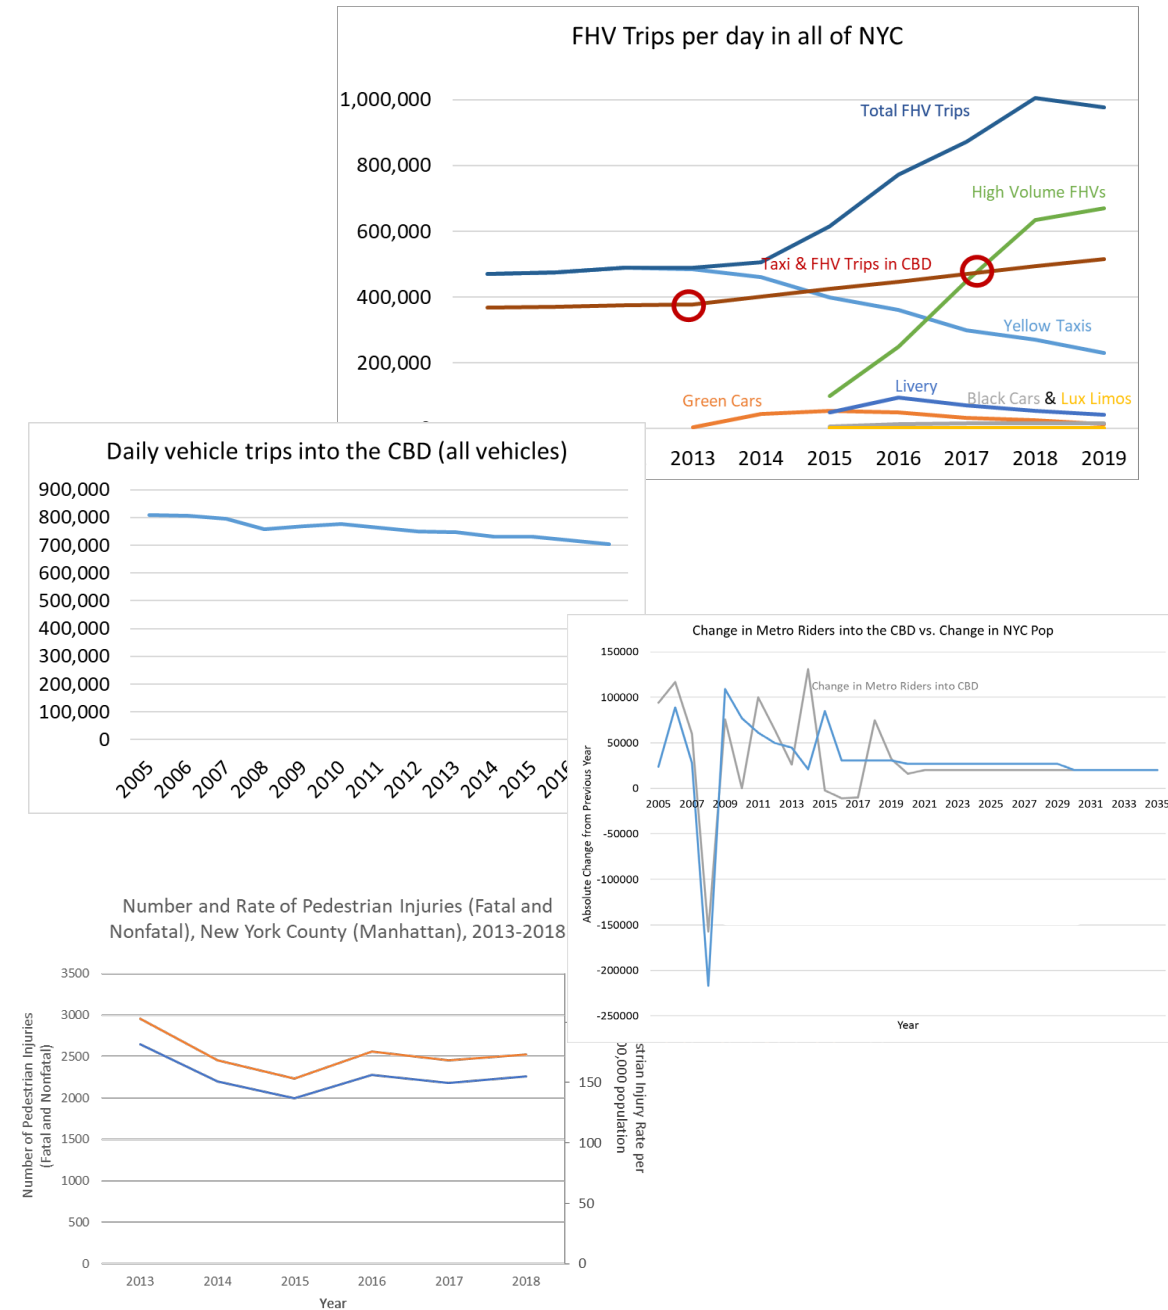 FHV Trips per day in all of NYC
1,000,000
800,000
600,000
400,000
200,000
Total FHV Trips
High Volume FHVs
Taxi & FHV Trips in CBD
Yellow Taxis
Livery
Green Cars
Black Cars & Lux Limos
2013 2014 2015 2016 2017 2018 2019
Daily vehicle trips into the CBD (all vehicles)
900,000
800,000
700,000
600,000
500,000
400,000
300,000
200,000
100,000
0
2005 2006 2007 2008 2009 2010 2011 2012 2013 2014 2015 2016
Change in Metro Riders into the CBD vs. Change in NYC Pop
150000
100000
50000
0
-50000
-100000
-150000
-200000
-250000
Absolute Change from Previous Year
Change in Metro Riders into CBD
2005 2007 2009 2011 2013 2015 2017 2019 2021 2023 2025 2027 2029 2031 2033 2035
Year
Number and Rate of Pedestrian Injuries (Fatal and
Nonfatal), New York County (Manhattan), 2013-2018
3500
3000
2500
2000
1500
1000
500
0
Number of Pedestrian Injuries
(Fatal and Nonfatal)
150
100
50
0
strian Injury Rate per
00,000 population
2013 2014 2015 2016 2017 2018
Year